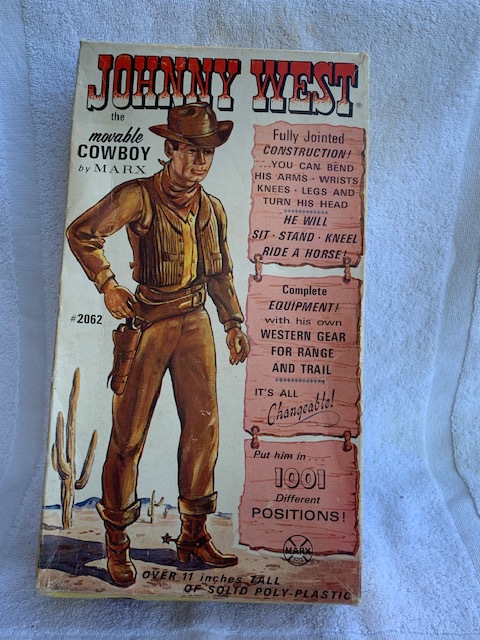 JOHNNY WEST®
the
movable
COWBOY
by MARX
Fully Jointed
CONSTRUCTION!
...YOU CAN BEND
HIS ARMS · WRISTS
KNEES · LEGS AND
TURN HIS HEAD
HE WILL
SIT · STAND · KNEEL
RIDE A HORSE!
#2062
Complete
EQUIPMENT!
with his own
WESTERN GEAR
FOR RANGE
AND TRAIL
IT'S ALL
Changeable!
Put him in...
1001
Different
POSITIONS!
MARX
OVER 11 inches TALL
OF SOLID POLY-PLASTIC